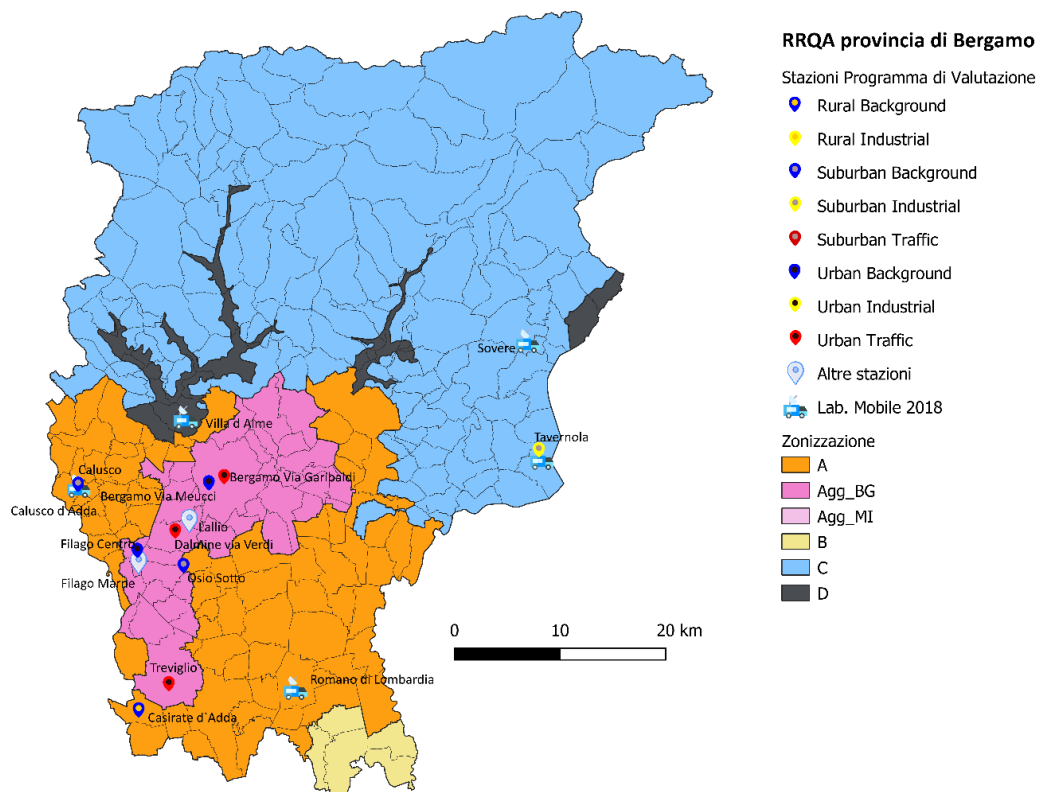 RRQA provincia di Bergamo
Stazioni Programma di Valutazione
Rural Background
Rural Industrial
Suburban Background
Suburban Industrial
Suburban Traffic
Urban Background
Urban Industrial
Urban Traffic
Altre stazioni
Lab. Mobile 2018
Zonizzazione
A
Agg_BG
Agg_MI
B
C
D
Sovere
Villa d Alme
Tavernola
Calusco
Bergamo Via Garibaldi
Bergamo Via Meucci
Calusco d Adda
Lallio
Filago Centro
Dalmine via Verdi
Filago Marne
Osio Sotto
0 10 20 km
Treviglio
Romano di Lombardia
Casirate d`Adda